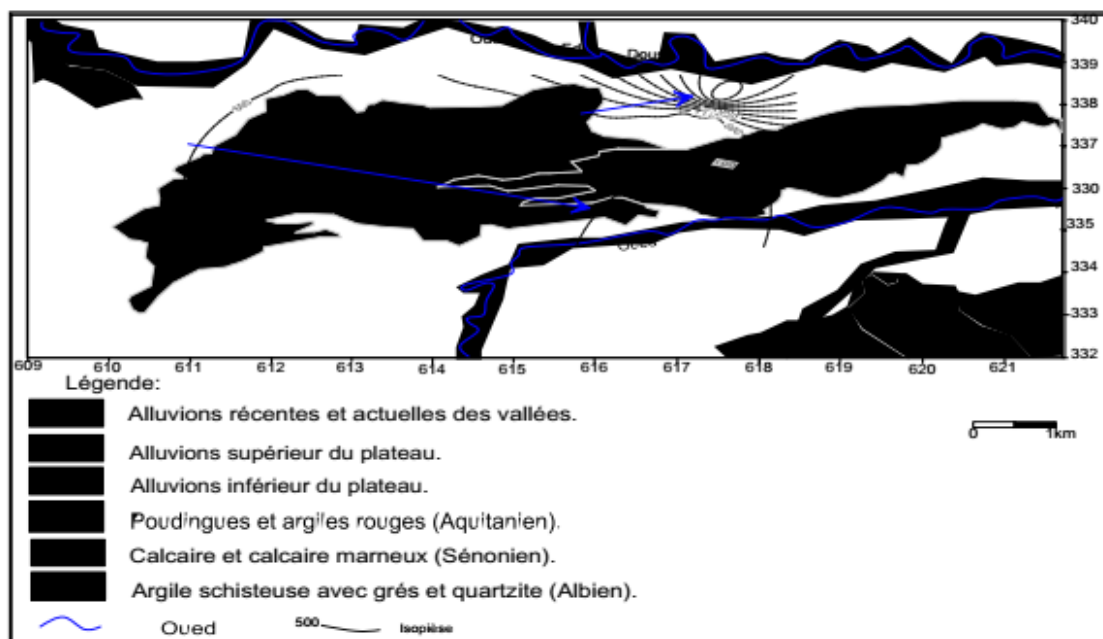 340
339
338
337
330
335
334
333
332
609 610 611 612 613 614 615 616 617 618 619 620 621
Légende:
Alluvions récentes et actuelles des vallées.
Alluvions supérieur du plateau.
Alluvions inférieur du plateau.
Poudingues et argiles rouges (Aquitanien).
Calcaire et calcaire marneux (Sénonien).
Argile schisteuse avec grés et quartzite (Albien).
Oued
500 Isopièse
0 1km